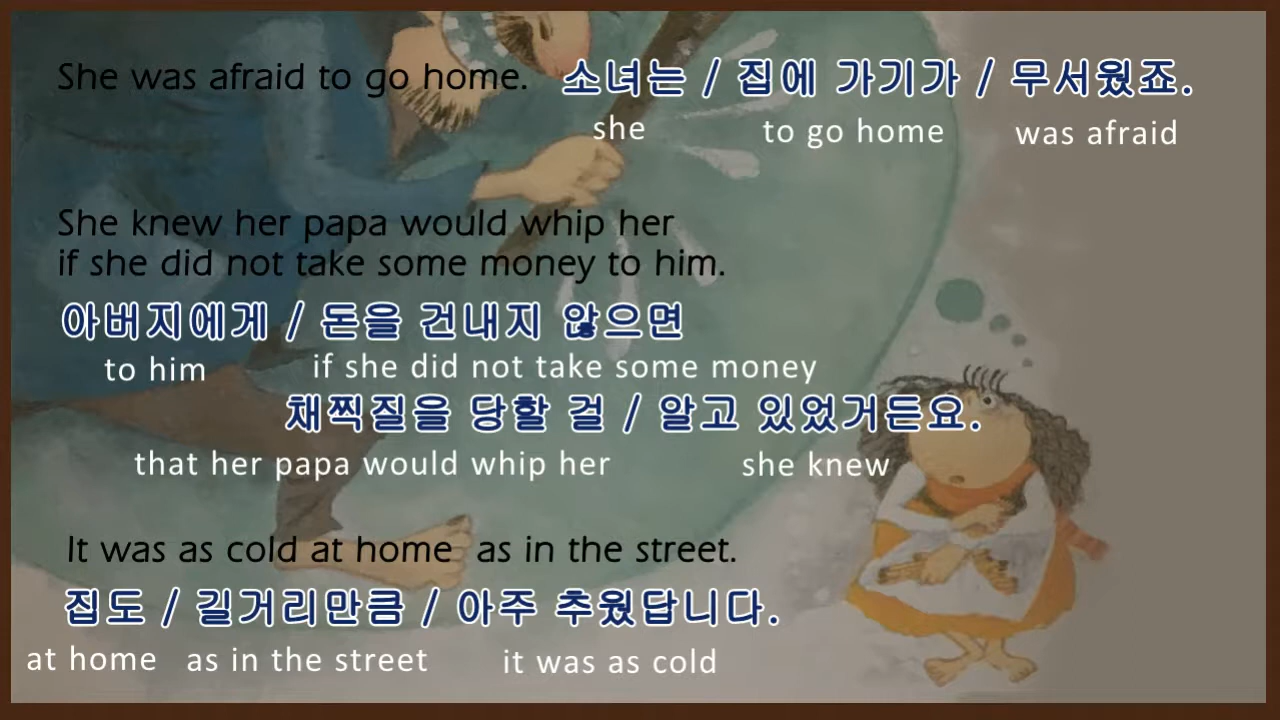 She was afraid to go home. 소녀는 / 집에 가기가 / 무서웠죠.
she to go home was afraid
She knew her papa would whip her
if she did not take some money to him.
아버지에게 / 돈을 건내지 않으면
to him if she did not take some money
채찍질을 당할 걸 / 알고 있었거든요.
that her papa would whip her she knew
It was as cold at home as in the street.
집도 / 길거리만큼 / 아주 추웠답니다.
at home as in the street it was as cold